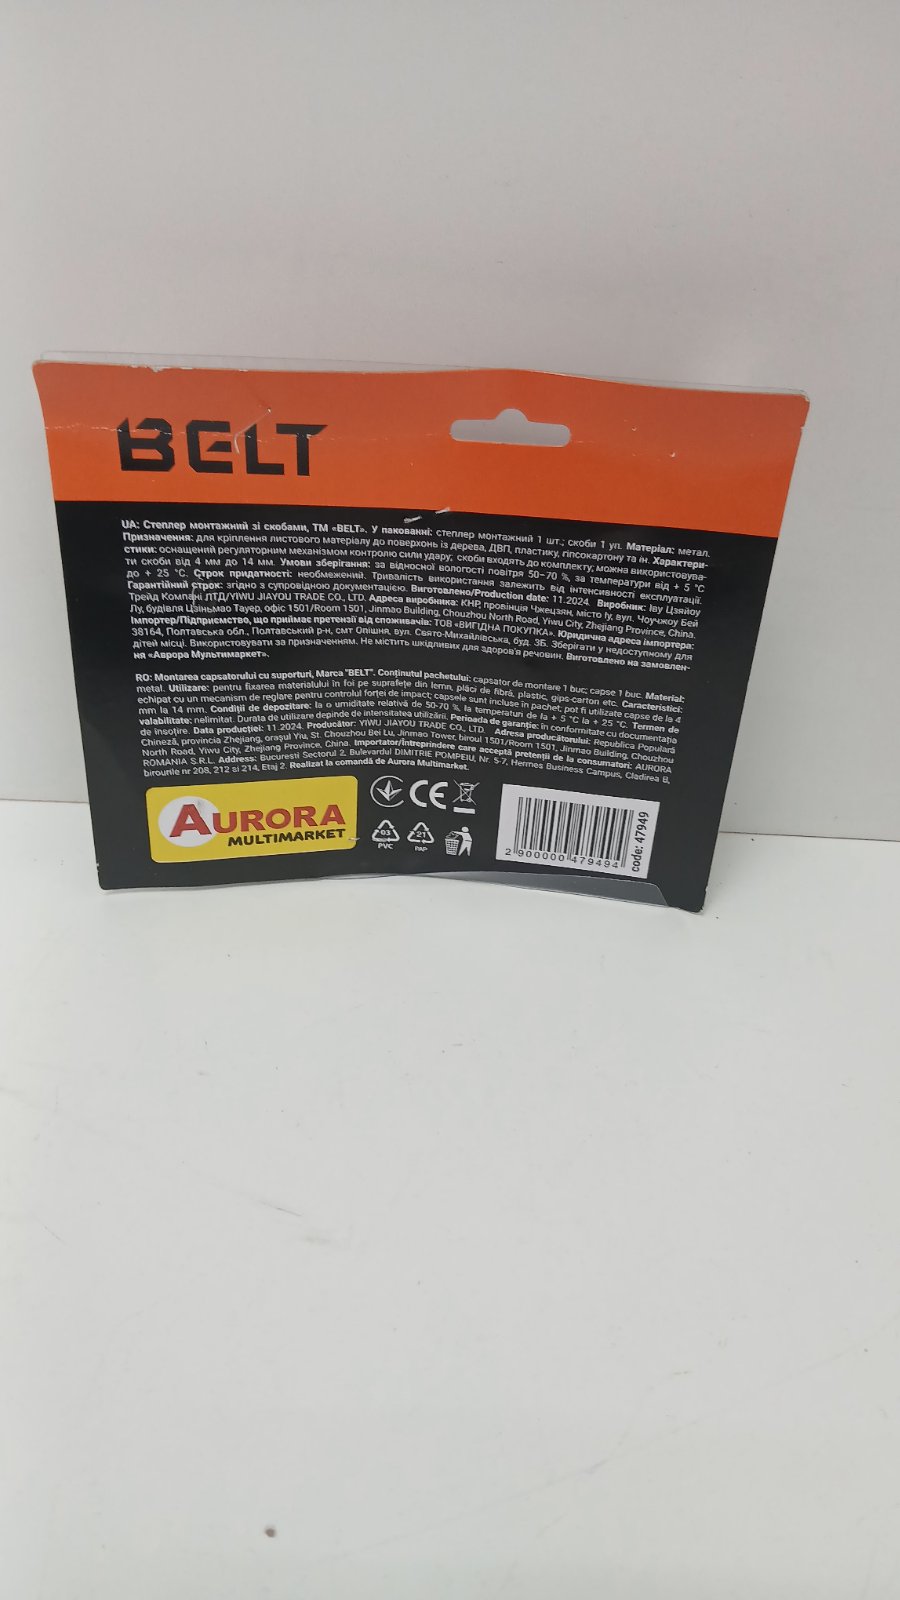 BELT
UA: Степлер монтажний зі скобами, ТМ «BELT». У пакованні: степлер монтажний 1 шт.; скоби 1 уп. Матеріал: метал.
Призначення: для кріплення листового матеріалу до поверхонь із дерева, ДВП, пластику, гіпсокартону та ін. Характери-
стики: оснащений регуляторним механізмом контролю сили удару; скоби входять до комплекту; можна використовува-
ти скоби від 4 мм до 14 мм. Умови зберігання: за відносної вологості повітря 50–70 %, за температури від + 5 °C
до + 25 °C. Строк придатності: необмежений. Тривалість використання залежить від інтенсивності експлуатації.
Гарантійний строк: згідно з супровідною документацією. Виготовлено/Production date: 11.2024. Виробник: Іву Цзяйоу
Трейд Компані ЛТД/YIWU JIAYOU TRADE CO., LTD. Адреса виробника: КНР, провінція Чжецзян, місто Іу, вул. Чоучжоу Бей
Лу, будівля Цзіньмао Тауер, офіс 1501/Room 1501, Jinmao Building, Chouzhou North Road, Yiwu City, Zhejiang Province, China.
Імпортер/Підприємство, що приймає претензії від споживачів: ТОВ «ВИГІДНА ПОКУПКА». Юридична адреса імпортера:
38164, Полтавська обл., Полтавський р-н, смт Опішня, вул. Свято-Михайлівська, буд. 3Б. Зберігати у недоступному для
дітей місці. Використовувати за призначенням. Не містить шкідливих для здоров'я речовин. Виготовлено на замовлен-
ня «Аврора Мультимаркет».
RO: Montarea capsatorului cu suporturi, Marca "BELT". Conținutul pachetului: capsator de montare 1 buc; capse 1 buc. Material:
metal. Utilizare: pentru fixarea materialului în foi pe suprafețe din lemn, plăci de fibră, plastic, gips-carton etc. Caracteristici:
echipat cu un mecanism de reglare pentru controlul forței de impact; capsele sunt incluse în pachet; pot fi utilizate capse de la 4
mm la 14 mm. Condiții de depozitare: la o umiditate relativă de 50-70 %, la temperaturi de la + 5 °C la + 25 °C. Termen de
valabilitate: nelimitat. Durata de utilizare depinde de intensitatea utilizării. Perioada de garanție: în conformitate cu documentația
de însoțire. Data producției: 11.2024. Producător: YIWU JIAYOU TRADE CO., LTD. Adresa producătorului: Republica Populară
Chineză, provincia Zhejiang, orașul Yiu, St. Chouzhou Bei Lu, Jinmao Tower, biroul 1501/Room 1501, Jinmao Building, Chouzhou
North Road, Yiwu City, Zhejiang Province, China. Importator/Întreprindere care acceptă pretenții de la consumatori: AURORA
ROMANIA S.R.L. Address: Bucuresti Sectorul 2, Bulevardul DIMITRIE POMPEIU, Nr. 5-7, Hermes Business Campus, Cladirea B,
birourile nr 208, 212 si 214, Etaj 2. Realizat la comandă de Aurora Multimarket.
AURORA
MULTIMARKET
CE
03
PVC
21
PAP
2 900000 479494
code: 47949